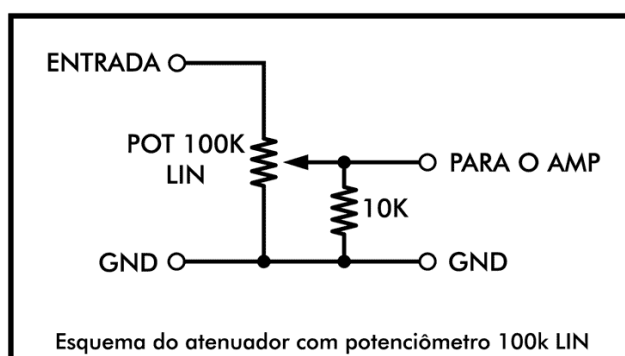 ENTRADA
POT 100K
LIN
PARA O AMP
10K
GND
GND
Esquema do atenuador com potenciômetro 100k LIN